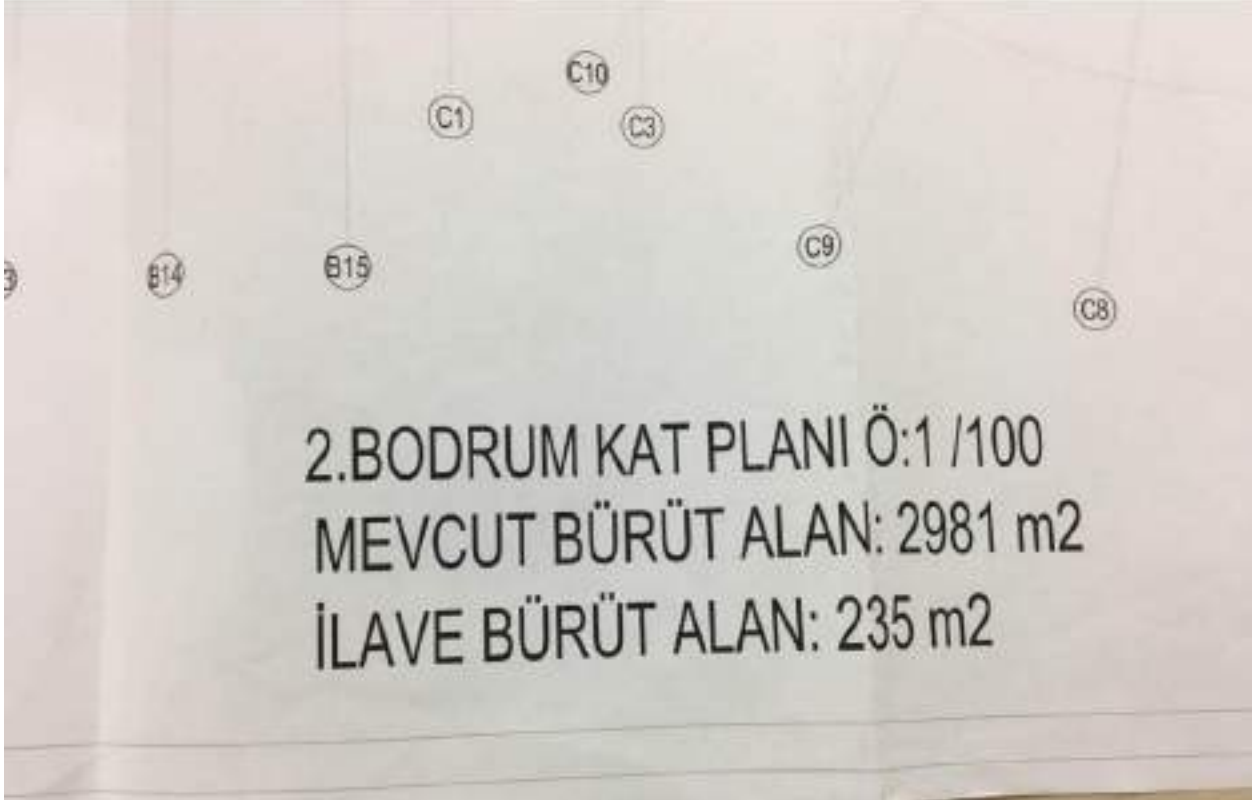 C10
C1
C3
C9
B14
B15
C8
2.BODRUM KAT PLANI Ö:1 /100
MEVCUT BÜRÜT ALAN: 2981 m2
İLAVE BÜRÜT ALAN: 235 m2